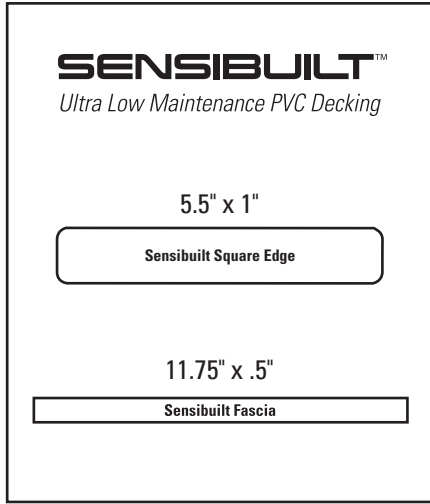 SENSIBUILT™
Ultra Low Maintenance PVC Decking
5.5" x 1"
Sensibuilt Square Edge
11.75" x .5"
Sensibuilt Fascia